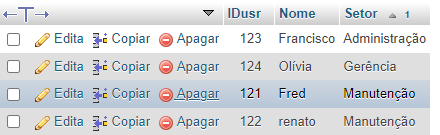 IDusr Nome Setor 1
Edita Copiar Apagar 123 Francisco Administração
Edita Copiar Apagar 124 Olívia Gerência
Edita Copiar Apagar 121 Fred Manutenção
Edita Copiar Apagar 122 renato Manutenção